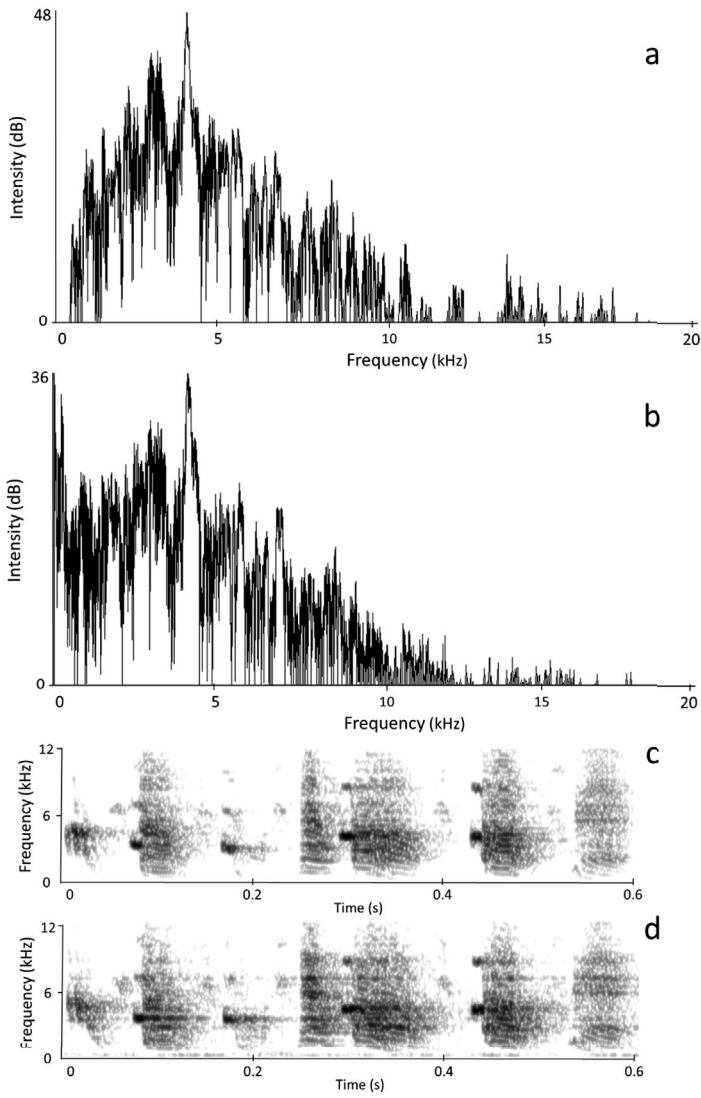 48
a
Intensity (dB)
0
0 5 10 15 20
Frequency (kHz)
36
b
Intensity (dB)
0
0 5 10 15 20
Frequency (kHz)
12
c
6
Frequency (kHz)
0
0 0.2 0.4 0.6
Time (s)
12
d
6
Frequency (kHz)
0
0 0.2 0.4 0.6
Time (s)